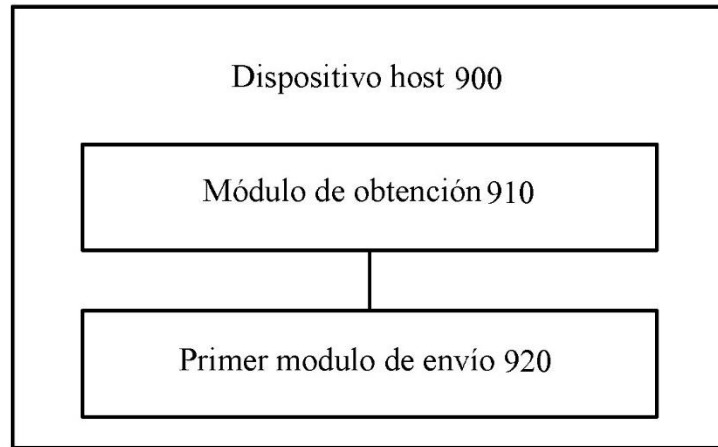 Dispositivo host 900
Módulo de obtención 910
Primer modulo de envío 920